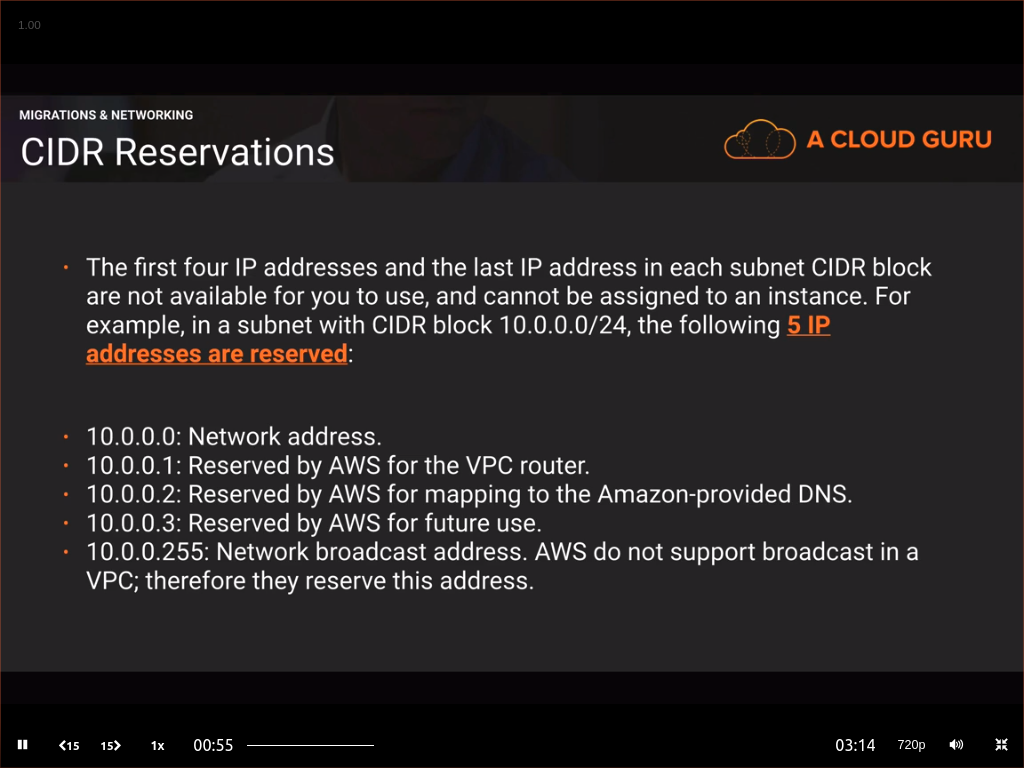 1.00
MIGRATIONS & NETWORKING
CIDR Reservations
A CLOUD GURU
• The first four IP addresses and the last IP address in each subnet CIDR block
are not available for you to use, and cannot be assigned to an instance. For
example, in a subnet with CIDR block 10.0.0.0/24, the following 5 IP
addresses are reserved:
• 10.0.0.0: Network address.
• 10.0.0.1: Reserved by AWS for the VPC router.
• 10.0.0.2: Reserved by AWS for mapping to the Amazon-provided DNS.
• 10.0.0.3: Reserved by AWS for future use.
• 10.0.0.255: Network broadcast address. AWS do not support broadcast in a
VPC; therefore they reserve this address.
15 15 1x 00:55 03:14 720p